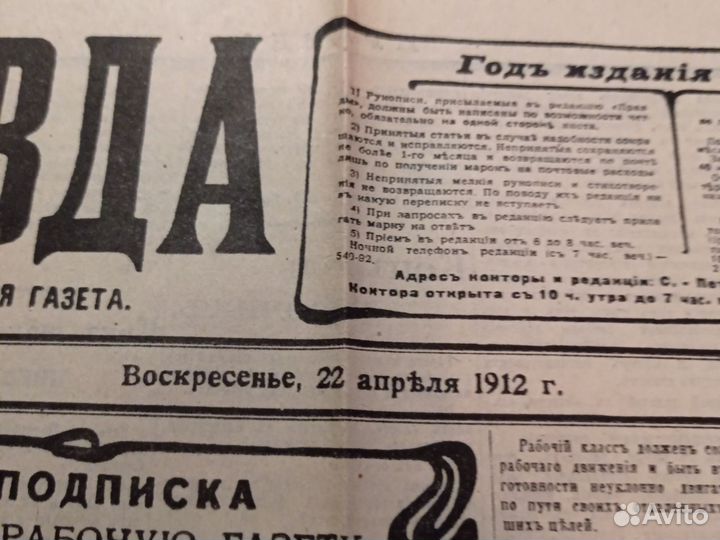 ВДА
Я ГАЗЕТА.
Годъ изданія
1) Рукописи, присылаемыя въ редакцію «Прав
ды», должны быть написаны по возможности чет
но, обязательно на одной сторонѣ листа.
2) Принятыя статьи въ случаѣ надобности сокра
щаются и исправляются. Непринятыя сохраняются
не болѣе 1-го мѣсяца и возвращаются по почтѣ
лишь по полученіи марокъ на почтовые расходы
3) Непринятыя мелкія рукописи и стихотворе
нія не возвращаются. По поводу ихъ редакція ни
въ какую переписку не вступаетъ.
4) При запросахъ въ редакцію слѣдуетъ прила
гать марку на отвѣтъ
5) Пріемъ въ редакціи отъ 6 до 8 час. веч.
Ночной телефонъ редакціи (съ 7 час. веч.)—
549-92.
Адресъ конторы и редакціи: С. - Пет
Контора открыта съ 10 ч. утра до 7 час.
Воскресенье, 22 апрѣля 1912 г.
ПОДПИСКА
РАБОЧУЮ ГАЗЕТУ
Рабочій классъ долженъ
рабочаго движенія и быть въ
готовности неуклонно двигат
по пути своихъ
шихъ цѣлей.
Avito